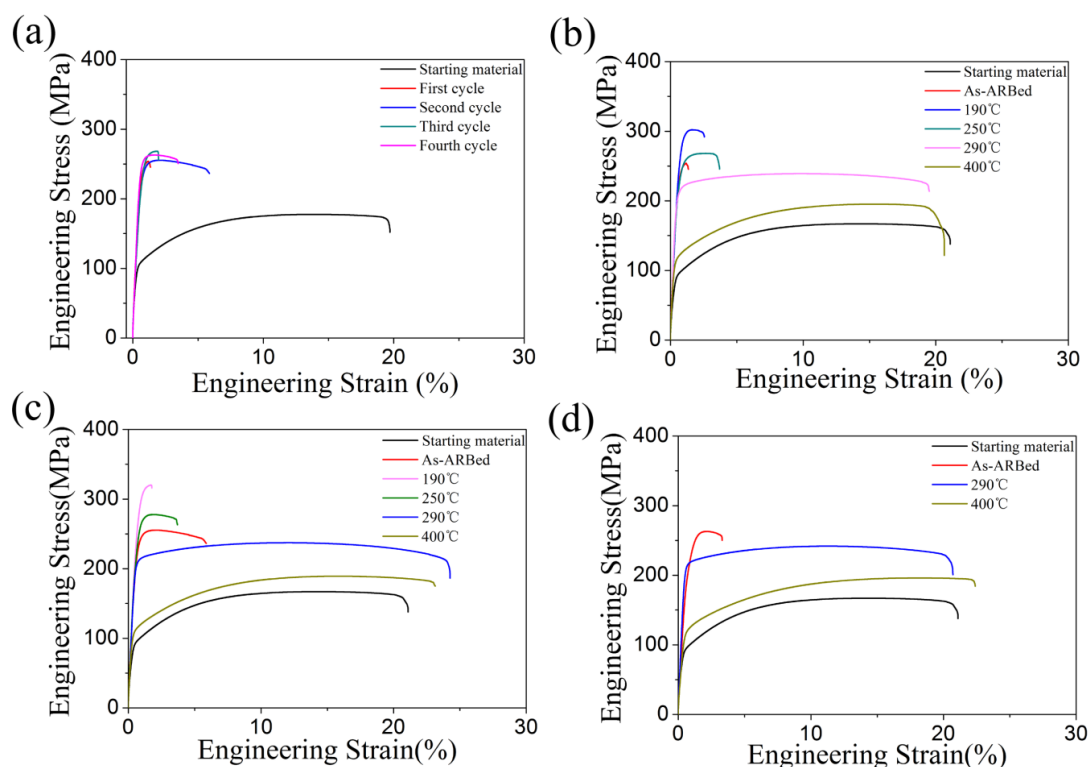 (a)
Engineering Stress (MPa)
400
300
200
100
0
Starting material
First cycle
Second cycle
Third cycle
Fourth cycle
0 10 20 30
Engineering Strain (%)
(b)
Engineering Stress (MPa)
400
300
200
100
0
Starting material
As-ARBed
190℃
250℃
290℃
400℃
0 10 20 30
Engineering Strain (%)
(c)
Engineering Stress(MPa)
400
300
200
100
0
Starting material
As-ARBed
190℃
250℃
290℃
400℃
0 10 20 30
Engineering Strain(%)
(d)
Engineering Stress(MPa)
400
300
200
100
0
Starting material
As-ARBed
290℃
400℃
0 10 20 30
Engineering Strain(%)